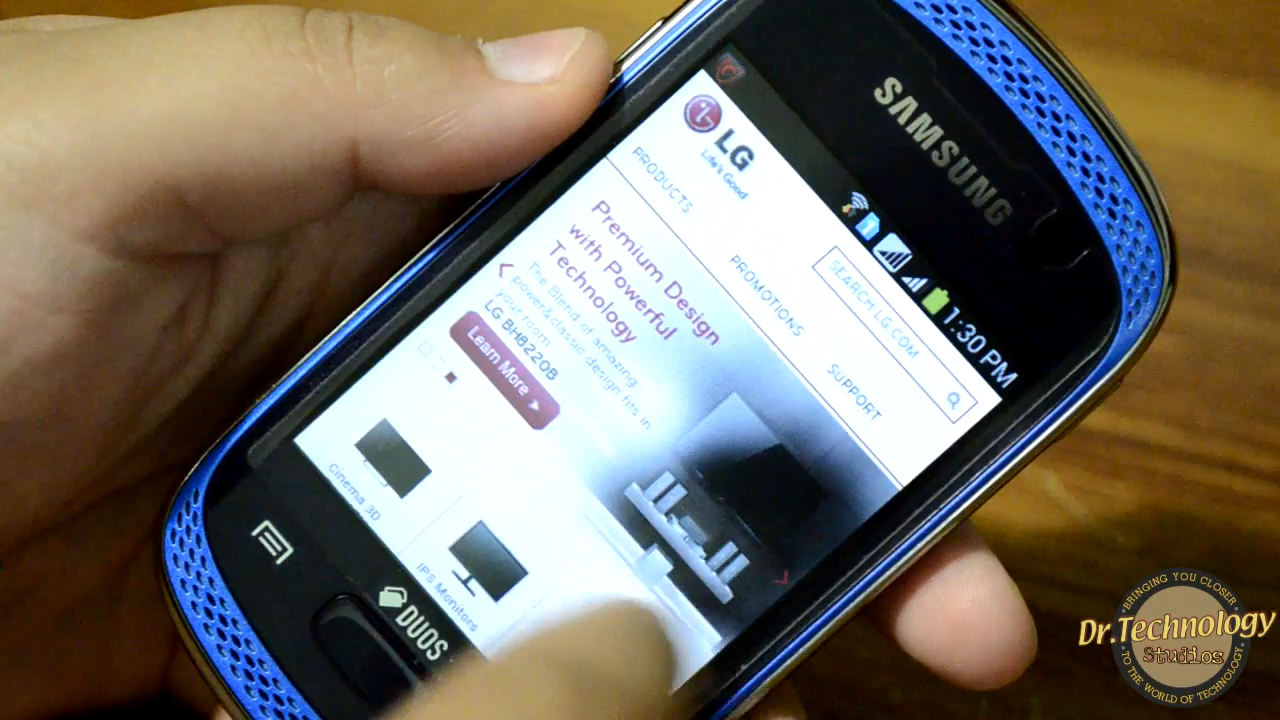 SAMSUNG
1:30 PM
LG
Life's Good
SEARCH LG.COM
PRODUCTS
PROMOTIONS
SUPPORT
Premium Design
with Powerful
Technology
The Blend of amazing
power&classic design fits in
your room
LG BH8220B
Learn More
Cinema 3D
IPS Monitors
DUOS
BRINGING YOU CLOSER
Dr.Technology
Studios
TO THE WORLD OF TECHNOLOGY